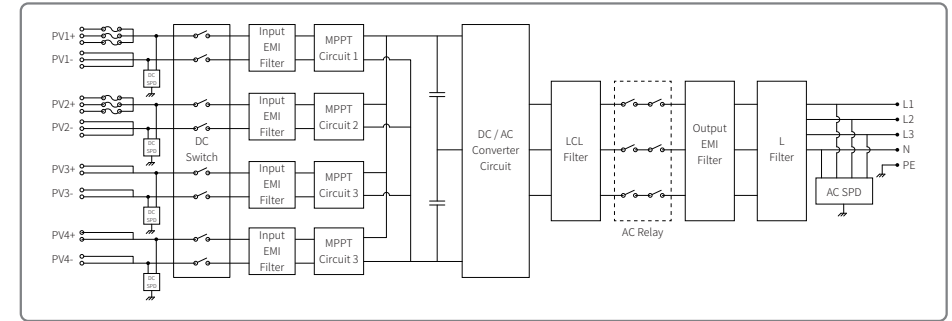 PV1+
PV1-
DC
SPD
Input
EMI
Filter
MPPT
Circuit 1
PV2+
PV2-
DC
SPD
DC
Switch
Input
EMI
Filter
MPPT
Circuit 2
PV3+
PV3-
DC
SPD
Input
EMI
Filter
MPPT
Circuit 3
PV4+
PV4-
DC
SPD
Input
EMI
Filter
MPPT
Circuit 3
DC / AC
Converter
Circuit
LCL
Filter
AC Relay
Output
EMI
Filter
L
Filter
L1
L2
L3
N
PE
AC SPD